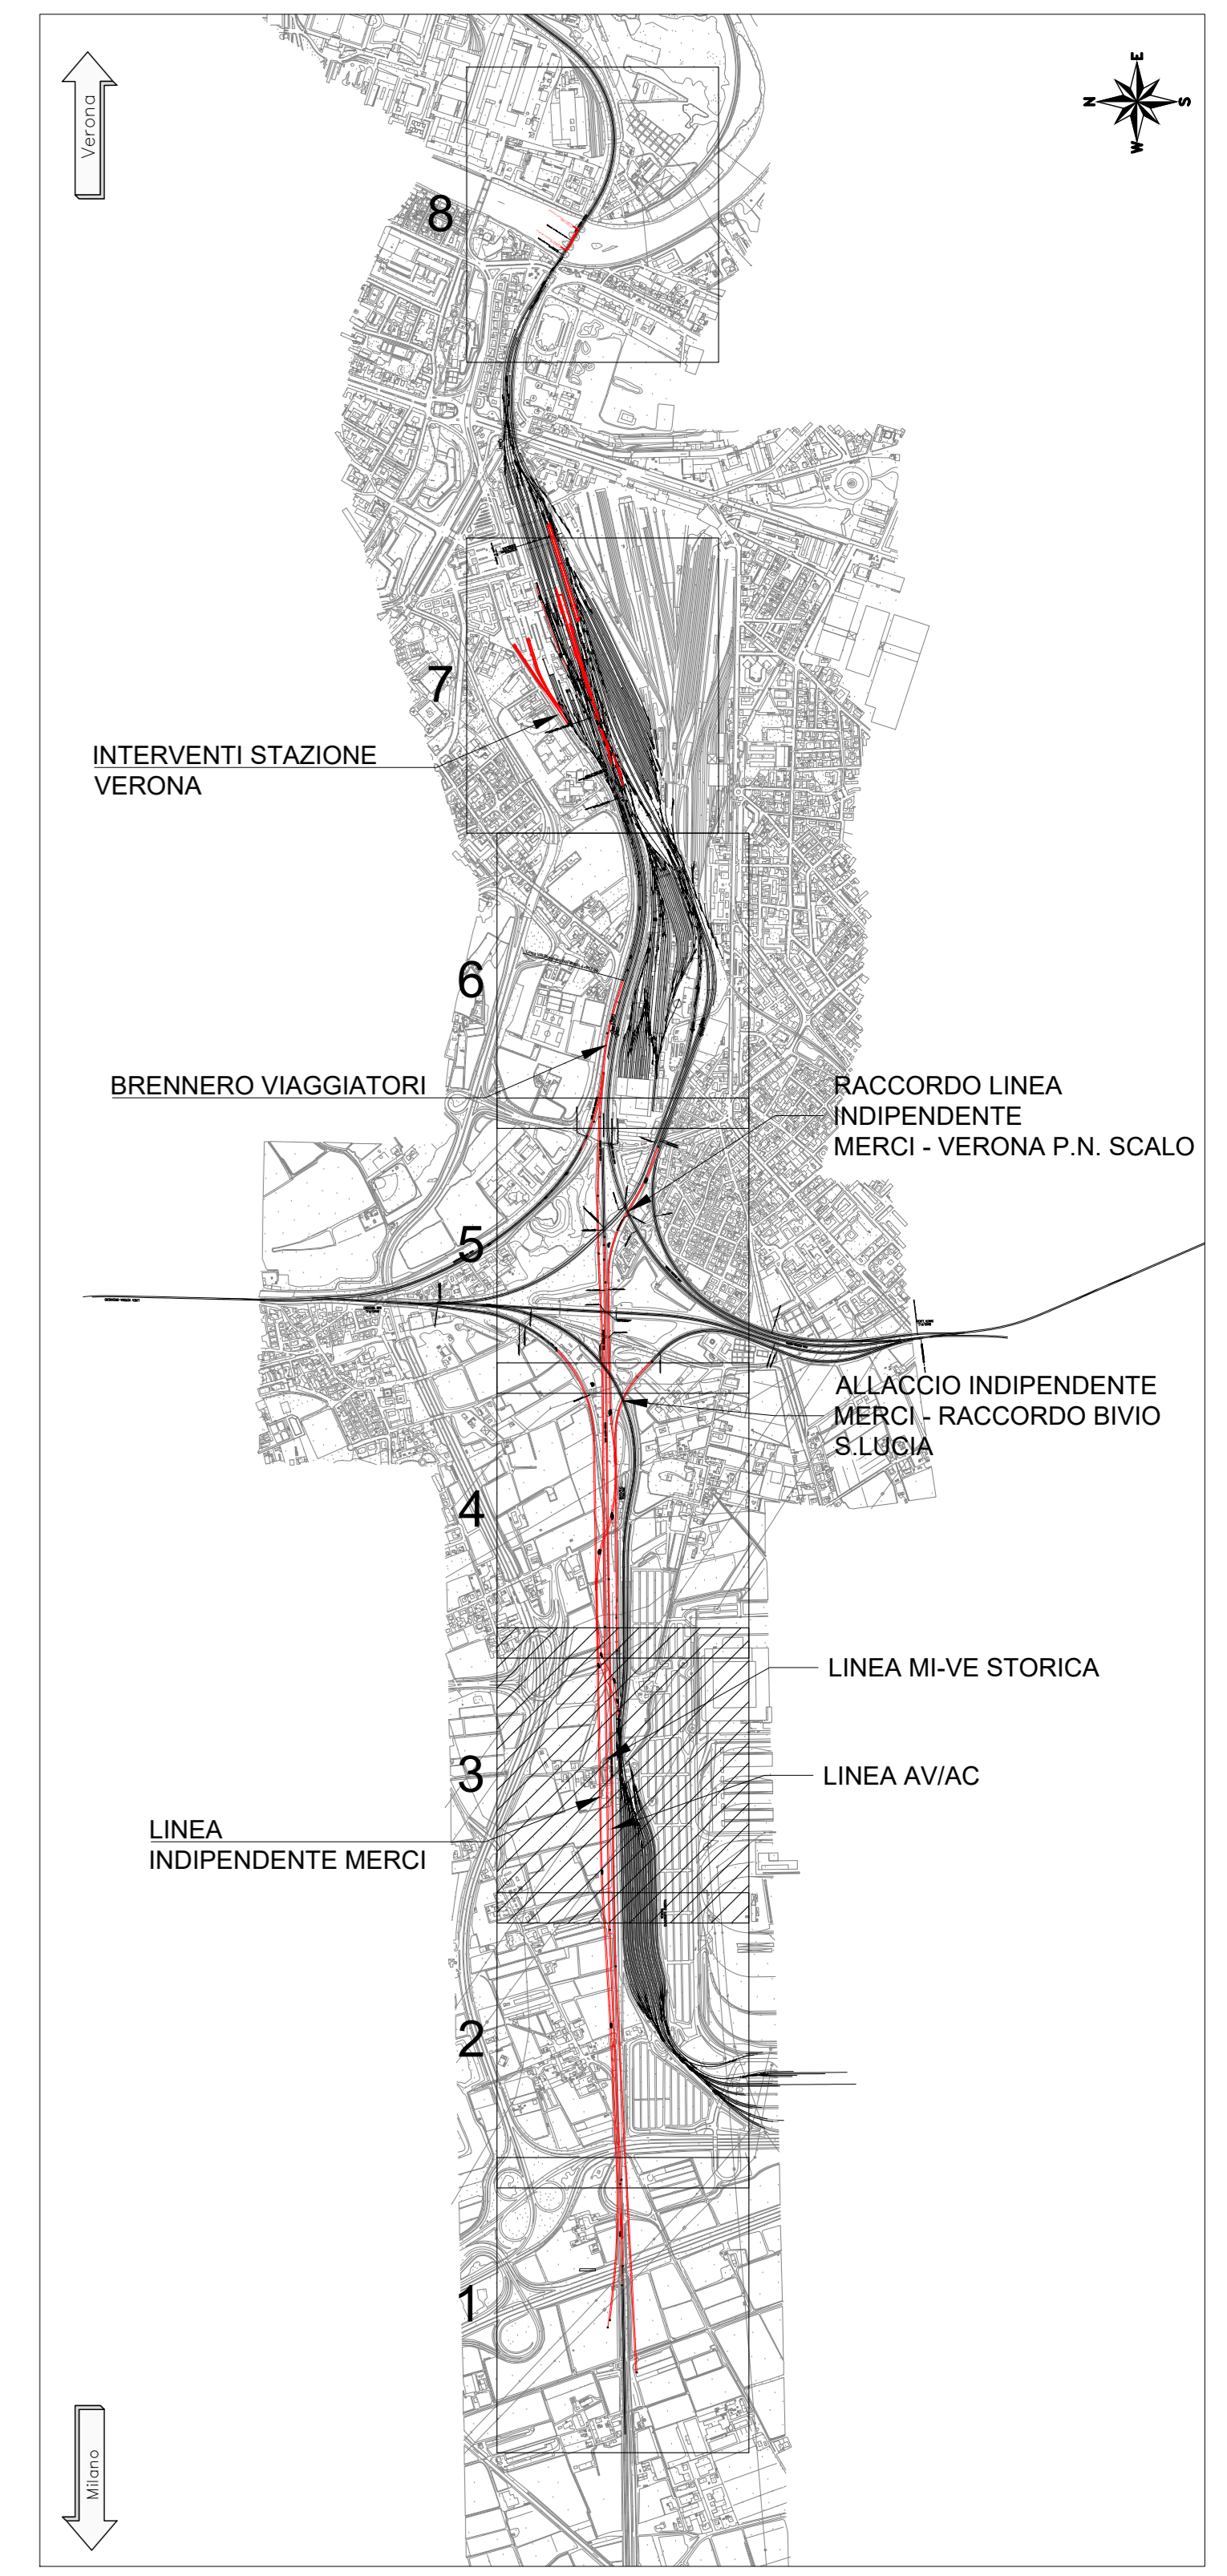 Verona
E
N
S
W
8
7
INTERVENTI STAZIONE
VERONA
6
BRENNERO VIAGGIATORI
RACCORDO LINEA
INDIPENDENTE
MERCI - VERONA P.N. SCALO
5
ALLACCIO INDIPENDENTE
MERCI - RACCORDO BIVIO
S.LUCIA
4
LINEA MI-VE STORICA
3
LINEA AV/AC
LINEA
INDIPENDENTE MERCI
2
1
Milano